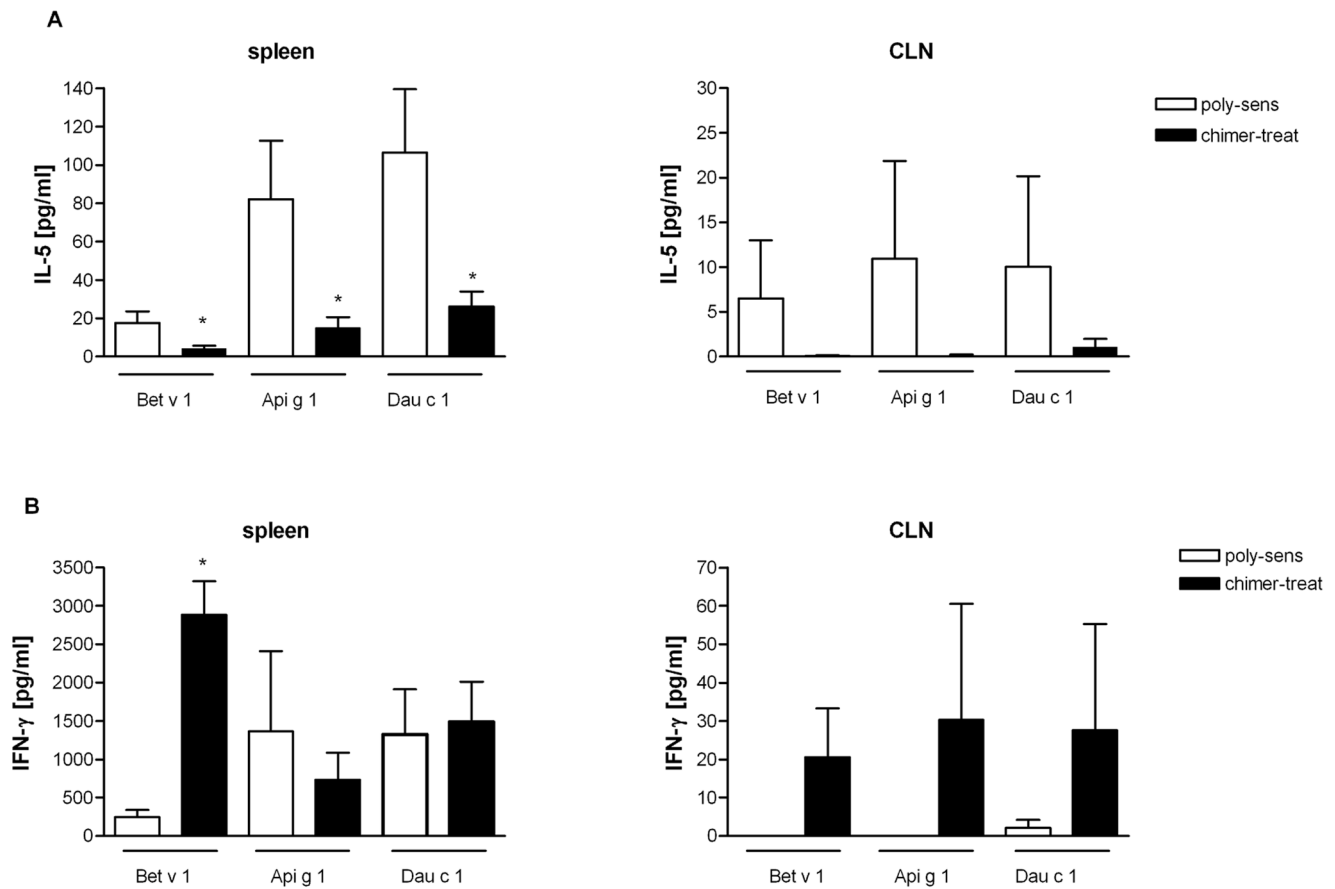 A
spleen
IL-5 [pg/ml]
140
120
100
80
60
40
20
0
*
*
*
Bet v 1
Api g 1
Dau c 1
CLN
IL-5 [pg/ml]
30
25
20
15
10
5
0
Bet v 1
Api g 1
Dau c 1
poly-sens
chimer-treat
B
spleen
IFN-γ [pg/ml]
3500
3000
2500
2000
1500
1000
500
0
*
Bet v 1
Api g 1
Dau c 1
CLN
IFN-γ [pg/ml]
70
60
50
40
30
20
10
0
Bet v 1
Api g 1
Dau c 1
poly-sens
chimer-treat